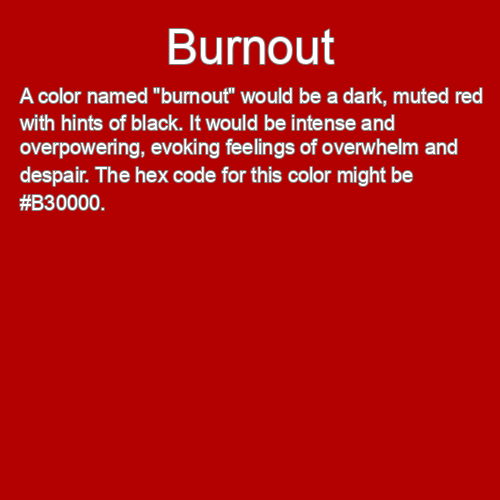 Burnout
A color named "burnout" would be a dark, muted red
with hints of black. It would be intense and
overpowering, evoking feelings of overwhelm and
despair. The hex code for this color might be
#B30000.